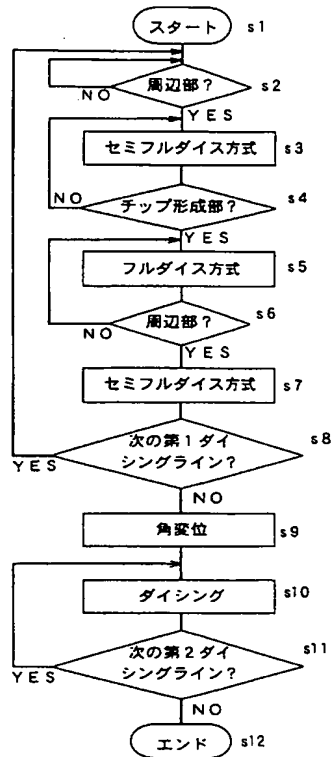 スタート s1
周辺部? s2
NO
YES
セミフルダイス方式 s3
チップ形成部? s4
NO
YES
フルダイス方式 s5
周辺部? s6
NO
YES
セミフルダイス方式 s7
次の第1ダイ
シングライン? s8
YES
NO
角変位 s9
ダイシング s10
次の第2ダイ
シングライン? s11
YES
NO
エンド s12